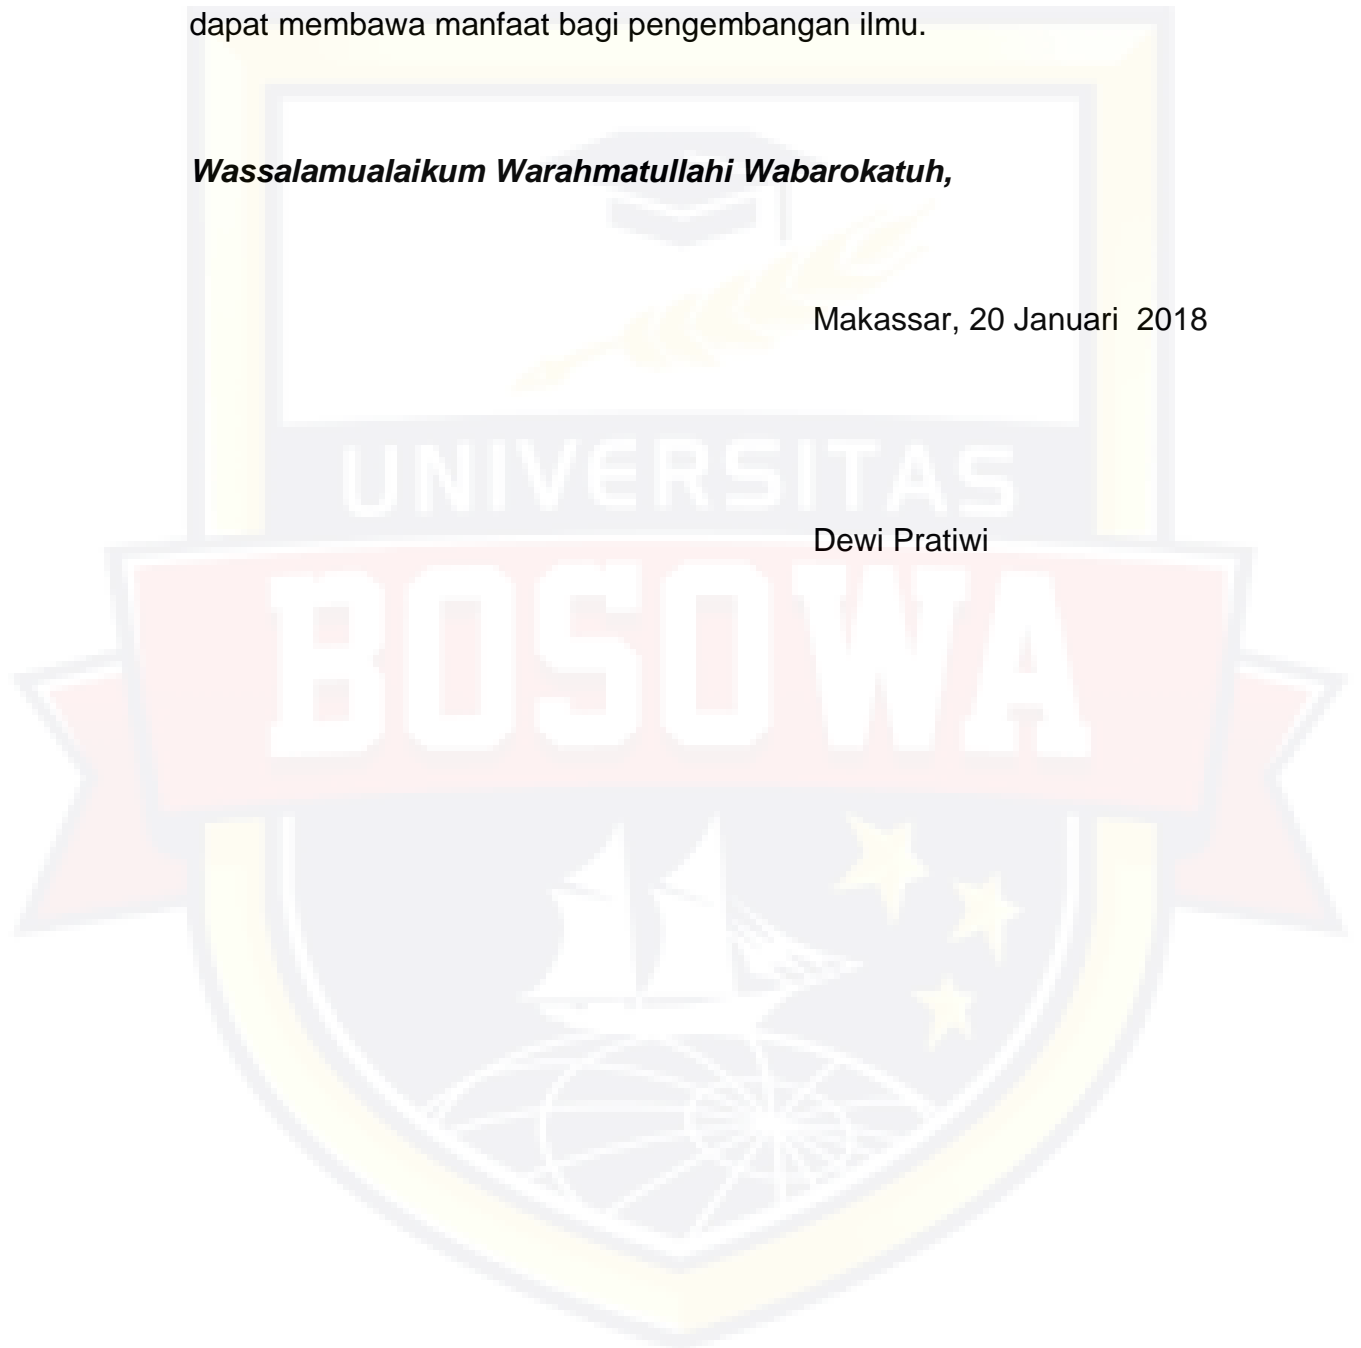 dapat membawa manfaat bagi pengembangan ilmu.
Wassalamualaikum Warahmatullahi Wabarokatuh,
Makassar, 20 Januari  2018
UNIVERSITAS
Dewi Pratiwi
BOSOWA